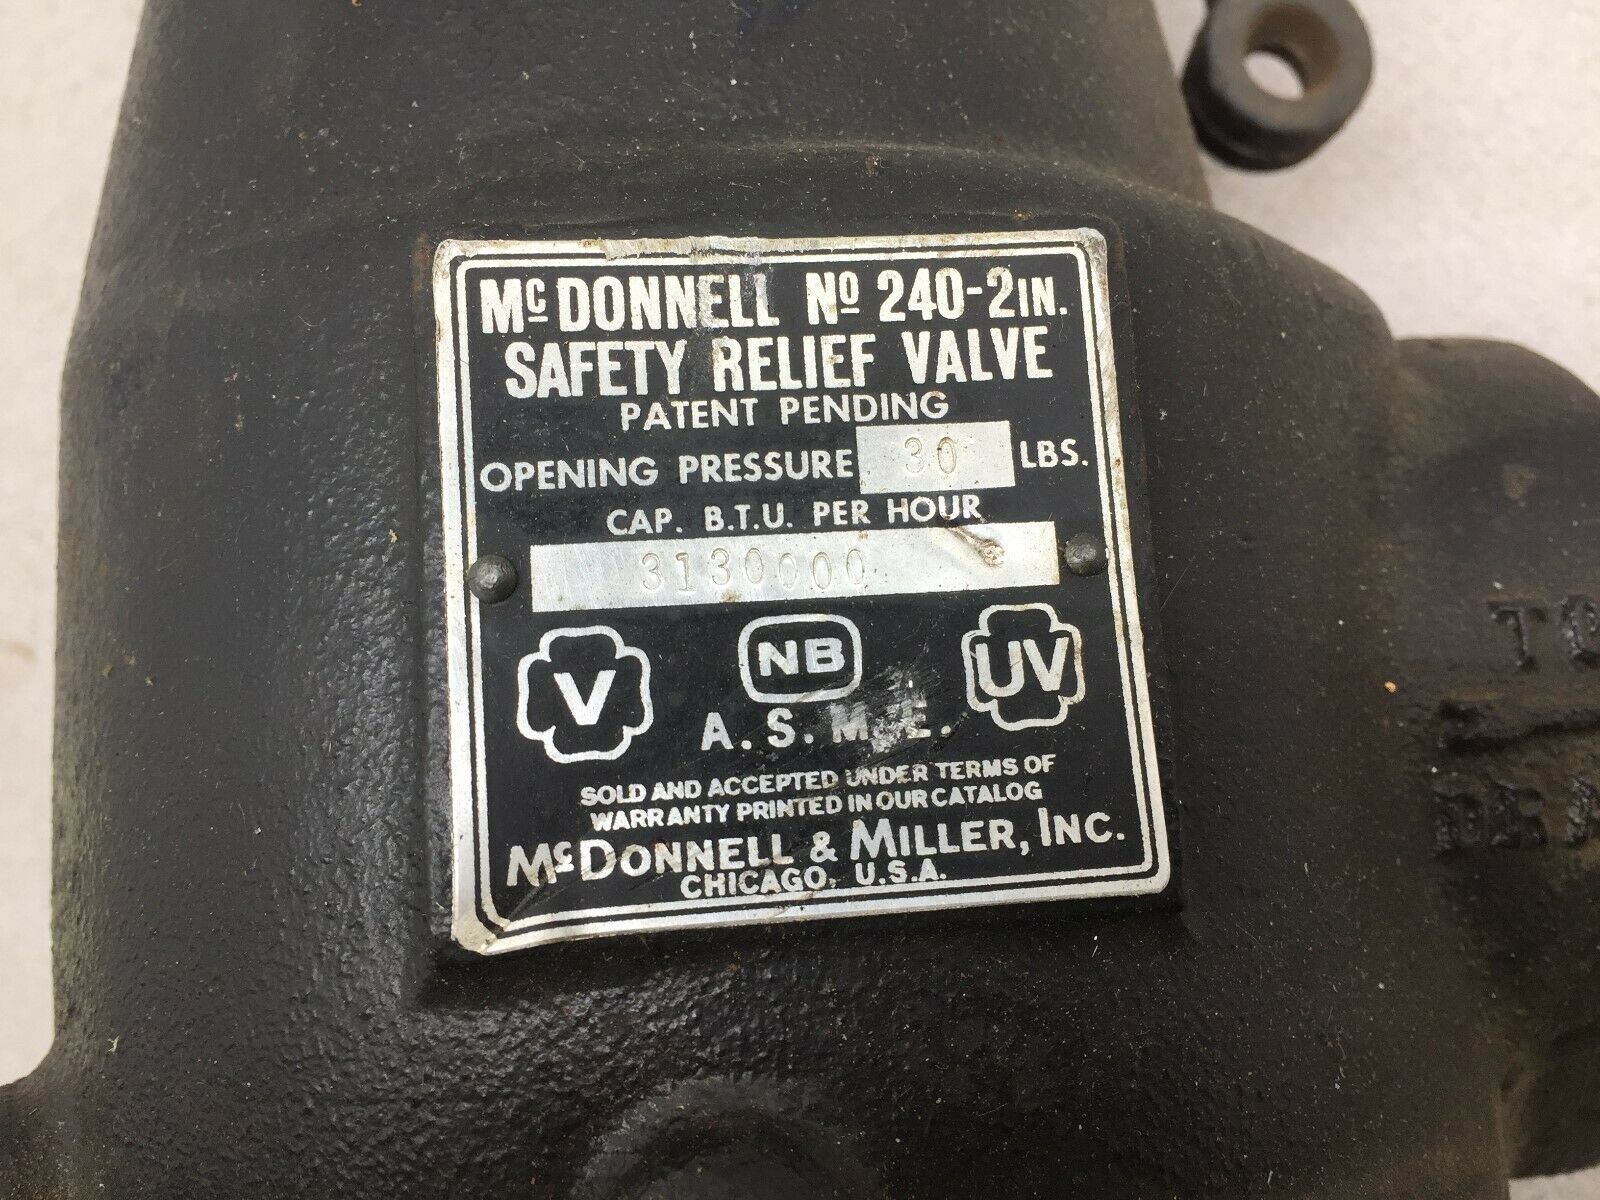 McDONNELL No 240-2IN.
SAFETY RELIEF VALVE
PATENT PENDING
OPENING PRESSURE 30 LBS.
CAP. B.T.U. PER HOUR
3130000
V NB UV
A.S.M.E.
SOLD AND ACCEPTED UNDER TERMS OF
WARRANTY PRINTED IN OUR CATALOG
McDONNELL & MILLER, INC.
CHICAGO, U.S.A.
TO